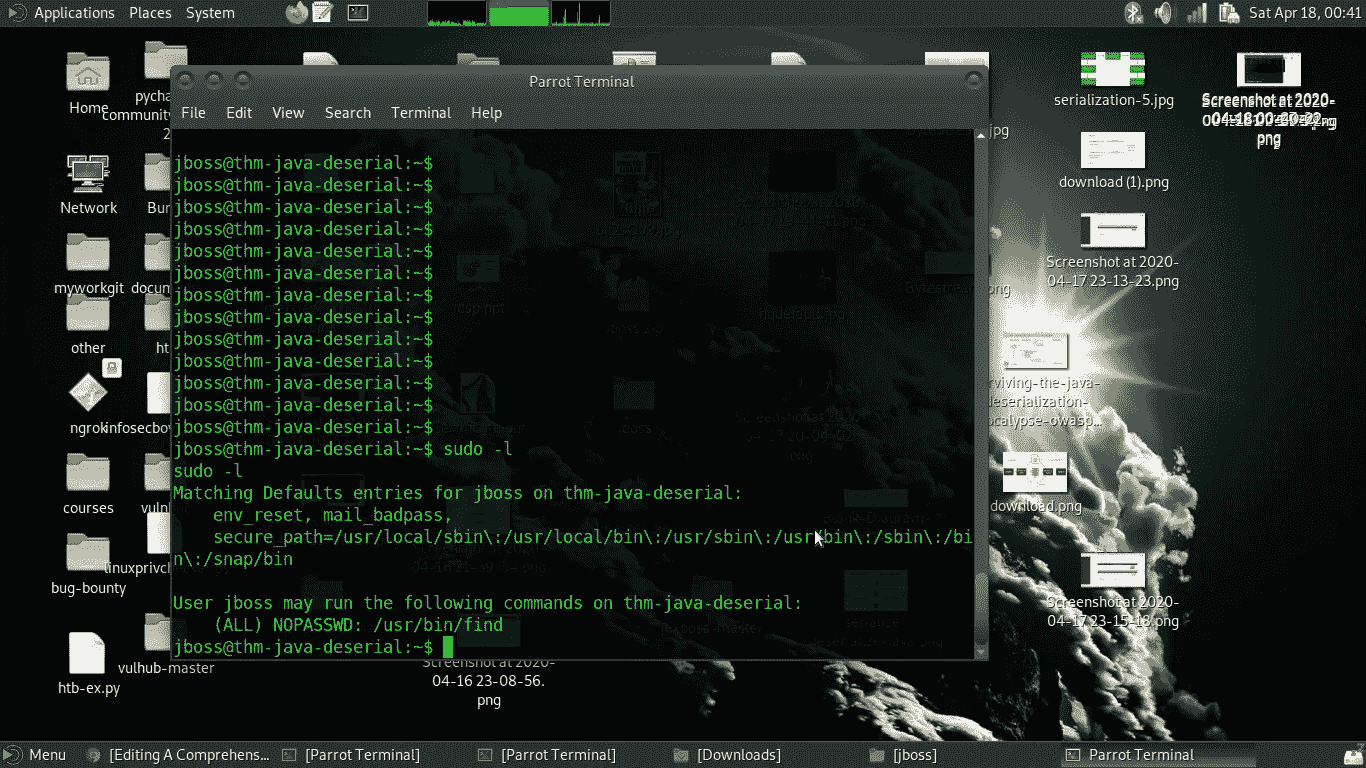 Applications Places System
Sat Apr 18, 00:41
Parrot Terminal
File Edit View Search Terminal Help
jboss@thm-java-deserial:~$
jboss@thm-java-deserial:~$
jboss@thm-java-deserial:~$
jboss@thm-java-deserial:~$
jboss@thm-java-deserial:~$
jboss@thm-java-deserial:~$
jboss@thm-java-deserial:~$
jboss@thm-java-deserial:~$
jboss@thm-java-deserial:~$
jboss@thm-java-deserial:~$
jboss@thm-java-deserial:~$
jboss@thm-java-deserial:~$
jboss@thm-java-deserial:~$
jboss@thm-java-deserial:~$ sudo -l
sudo -l
Matching Defaults entries for jboss on thm-java-deserial:
    env_reset, mail_badpass,
    secure_path=/usr/local/sbin\:/usr/local/bin\:/usr/sbin\:/usr/bin\:/sbin\:/bi
n\:/snap/bin
User jboss may run the following commands on thm-java-deserial:
    (ALL) NOPASSWD: /usr/bin/find
jboss@thm-java-deserial:~$
Home
pycha
community
2
Network
Bur
myworkgit
docum
other
ht
ngrok
infosecboy
courses
vuln
linuxprivch
bug-bounty
vulhub-master
htb-ex.py
Screenshot at 2020-
04-16 23-08-56.
png
jpg
png
serialization-5.jpg
Screenshot at 2020-
png
download (1).png
Screenshot at 2020-
04-17 23-13-23.png
rviving-the-java-
deserialization-
ocalypse-owasp...
download.png
Screenshot at 2020-
04-17 23-15-18.png
Menu
[Editing A Comprehens...
[Parrot Terminal]
[Parrot Terminal]
[Downloads]
[jboss]
Parrot Terminal